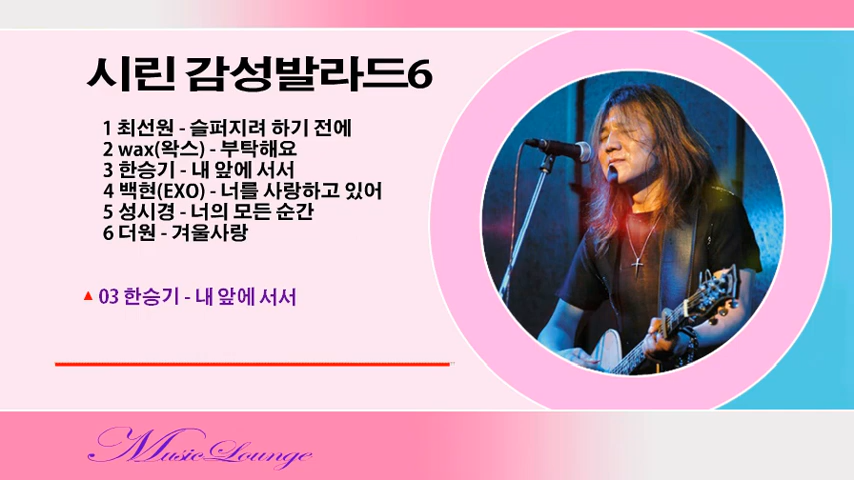 시린 감성발라드6
1 최선원 - 슬퍼지려 하기 전에
2 wax(왁스) - 부탁해요
3 한승기 - 내 앞에 서서
4 백현(EXO) - 너를 사랑하고 있어
5 성시경 - 너의 모든 순간
6 더원 - 겨울사랑
▲ 03 한승기 - 내 앞에 서서
MusicLounge